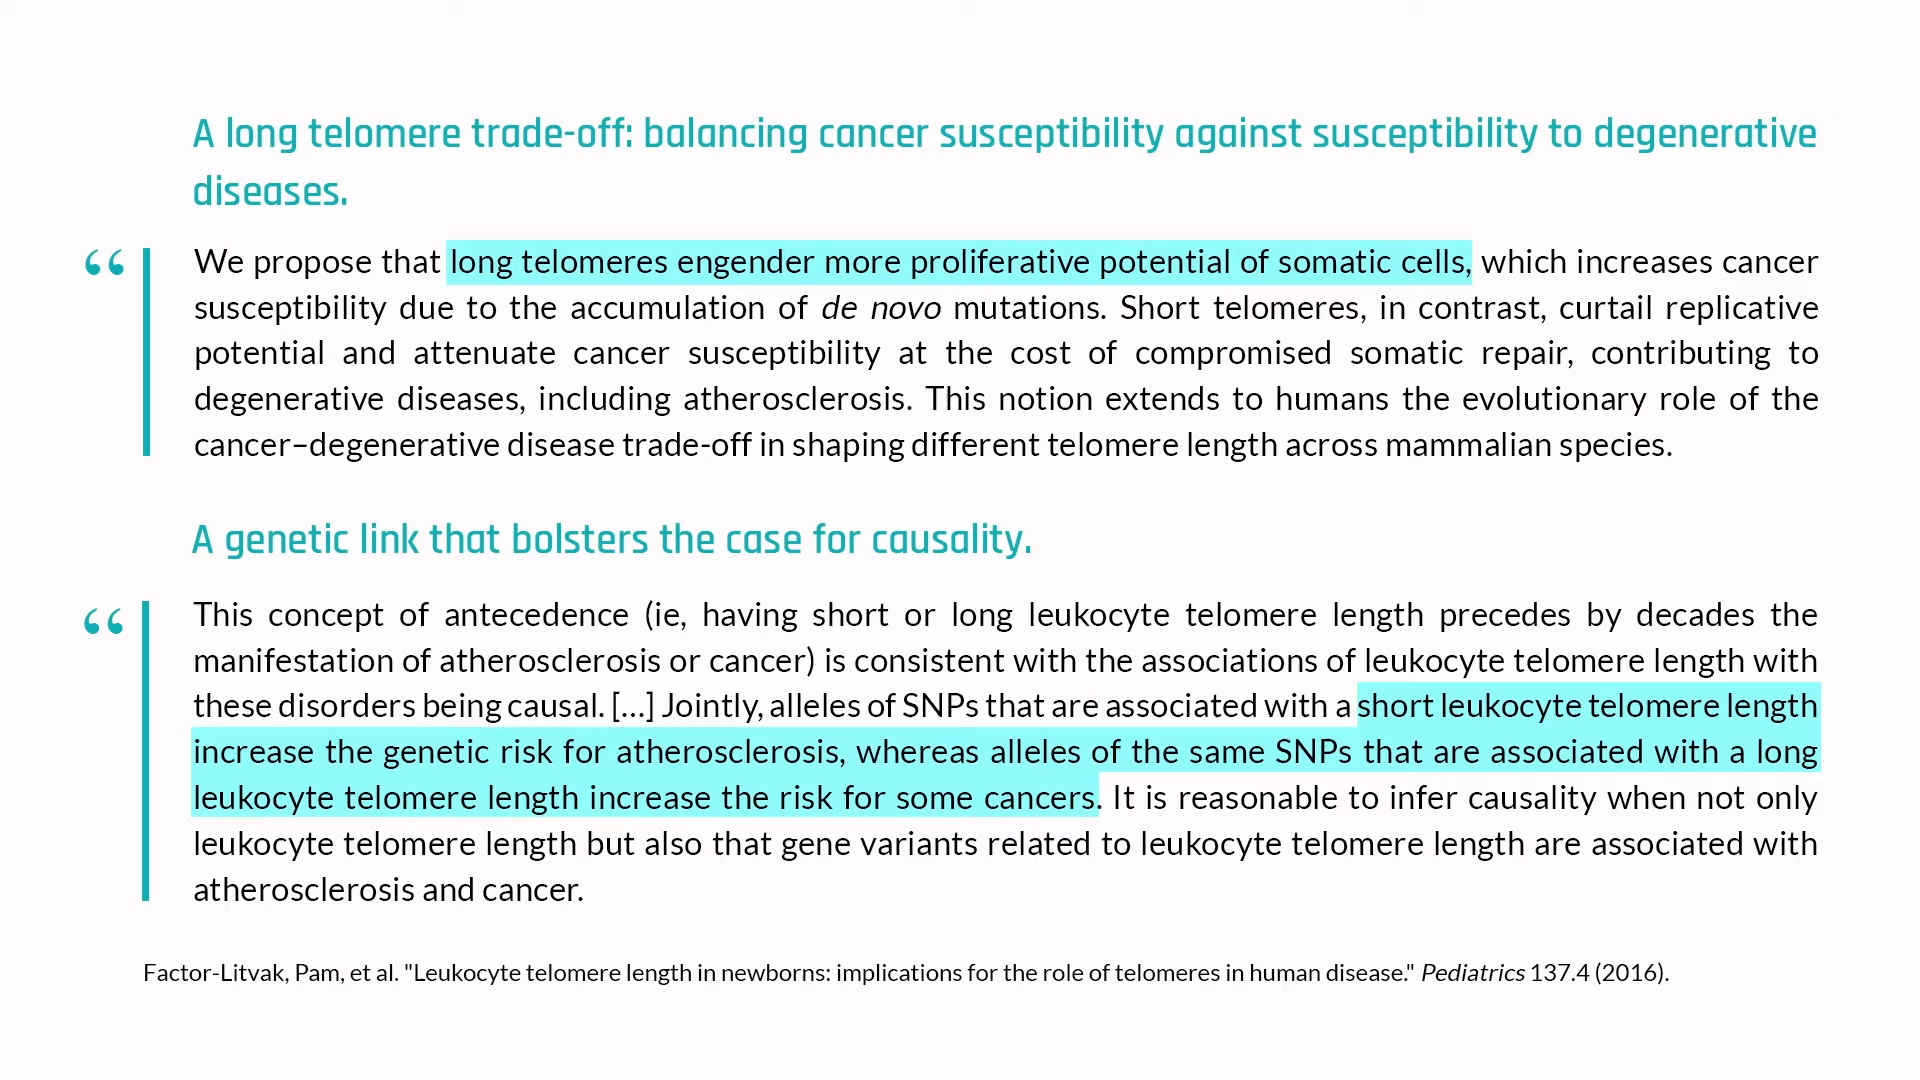 A long telomere trade-off: balancing cancer susceptibility against susceptibility to degenerative
diseases.
“ We propose that long telomeres engender more proliferative potential of somatic cells, which increases cancer
susceptibility due to the accumulation of de novo mutations. Short telomeres, in contrast, curtail replicative
potential and attenuate cancer susceptibility at the cost of compromised somatic repair, contributing to
degenerative diseases, including atherosclerosis. This notion extends to humans the evolutionary role of the
cancer–degenerative disease trade-off in shaping different telomere length across mammalian species.
A genetic link that bolsters the case for causality.
“ This concept of antecedence (ie, having short or long leukocyte telomere length precedes by decades the
manifestation of atherosclerosis or cancer) is consistent with the associations of leukocyte telomere length with
these disorders being causal. [...] Jointly, alleles of SNPs that are associated with a short leukocyte telomere length
increase the genetic risk for atherosclerosis, whereas alleles of the same SNPs that are associated with a long
leukocyte telomere length increase the risk for some cancers. It is reasonable to infer causality when not only
leukocyte telomere length but also that gene variants related to leukocyte telomere length are associated with
atherosclerosis and cancer.
Factor-Litvak, Pam, et al. "Leukocyte telomere length in newborns: implications for the role of telomeres in human disease." Pediatrics 137.4 (2016).